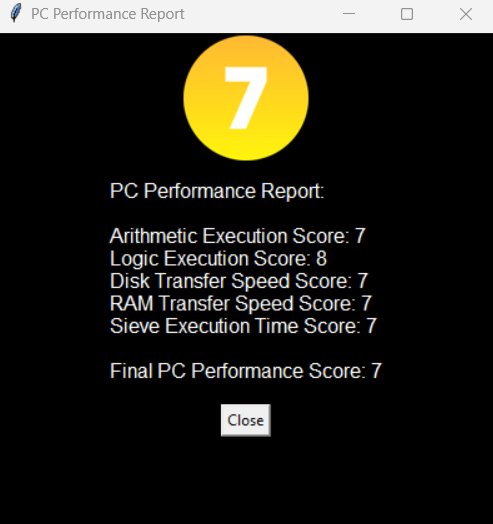 PC Performance Report
7
PC Performance Report:
Arithmetic Execution Score: 7
Logic Execution Score: 8
Disk Transfer Speed Score: 7
RAM Transfer Speed Score: 7
Sieve Execution Time Score: 7
Final PC Performance Score: 7
Close